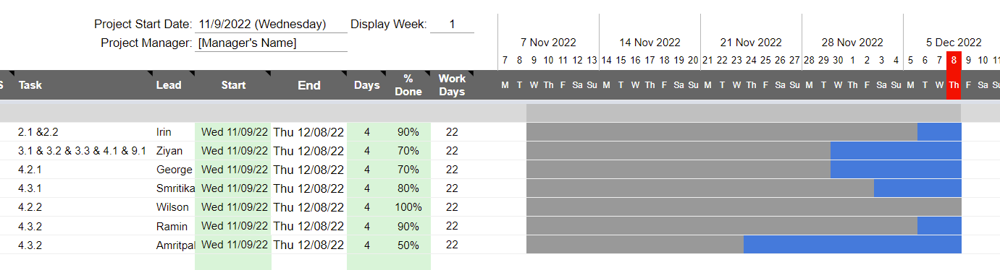 Project Start Date: 11/9/2022 (Wednesday) Display Week: 1
Project Manager: [Manager's Name] 7 Nov 2022 14 Nov 2022 21 Nov 2022 28 Nov 2022 5 Dec 2022
7 8 9 10 11 12 13 14 15 16 17 18 19 20 21 22 23 24 25 26 27 28 29 30 1 2 3 4 5 6 7 8 9 10 11
S Task Lead Start End Days % Done Work Days M T W Th F Sa Su M T W Th F Sa Su M T W Th F Sa Su M T W Th F Sa Su M T W Th F Sa Su
2.1 &2.2 Irin Wed 11/09/22 Thu 12/08/22 4 90% 22
3.1 & 3.2 & 3.3 & 4.1 & 9.1 Ziyan Wed 11/09/22 Thu 12/08/22 4 70% 22
4.2.1 George Wed 11/09/22 Thu 12/08/22 4 70% 22
4.3.1 Smritika Wed 11/09/22 Thu 12/08/22 4 80% 22
4.2.2 Wilson Wed 11/09/22 Thu 12/08/22 4 100% 22
4.3.2 Ramin Wed 11/09/22 Thu 12/08/22 4 90% 22
4.3.2 Amritpal Wed 11/09/22 Thu 12/08/22 4 50% 22